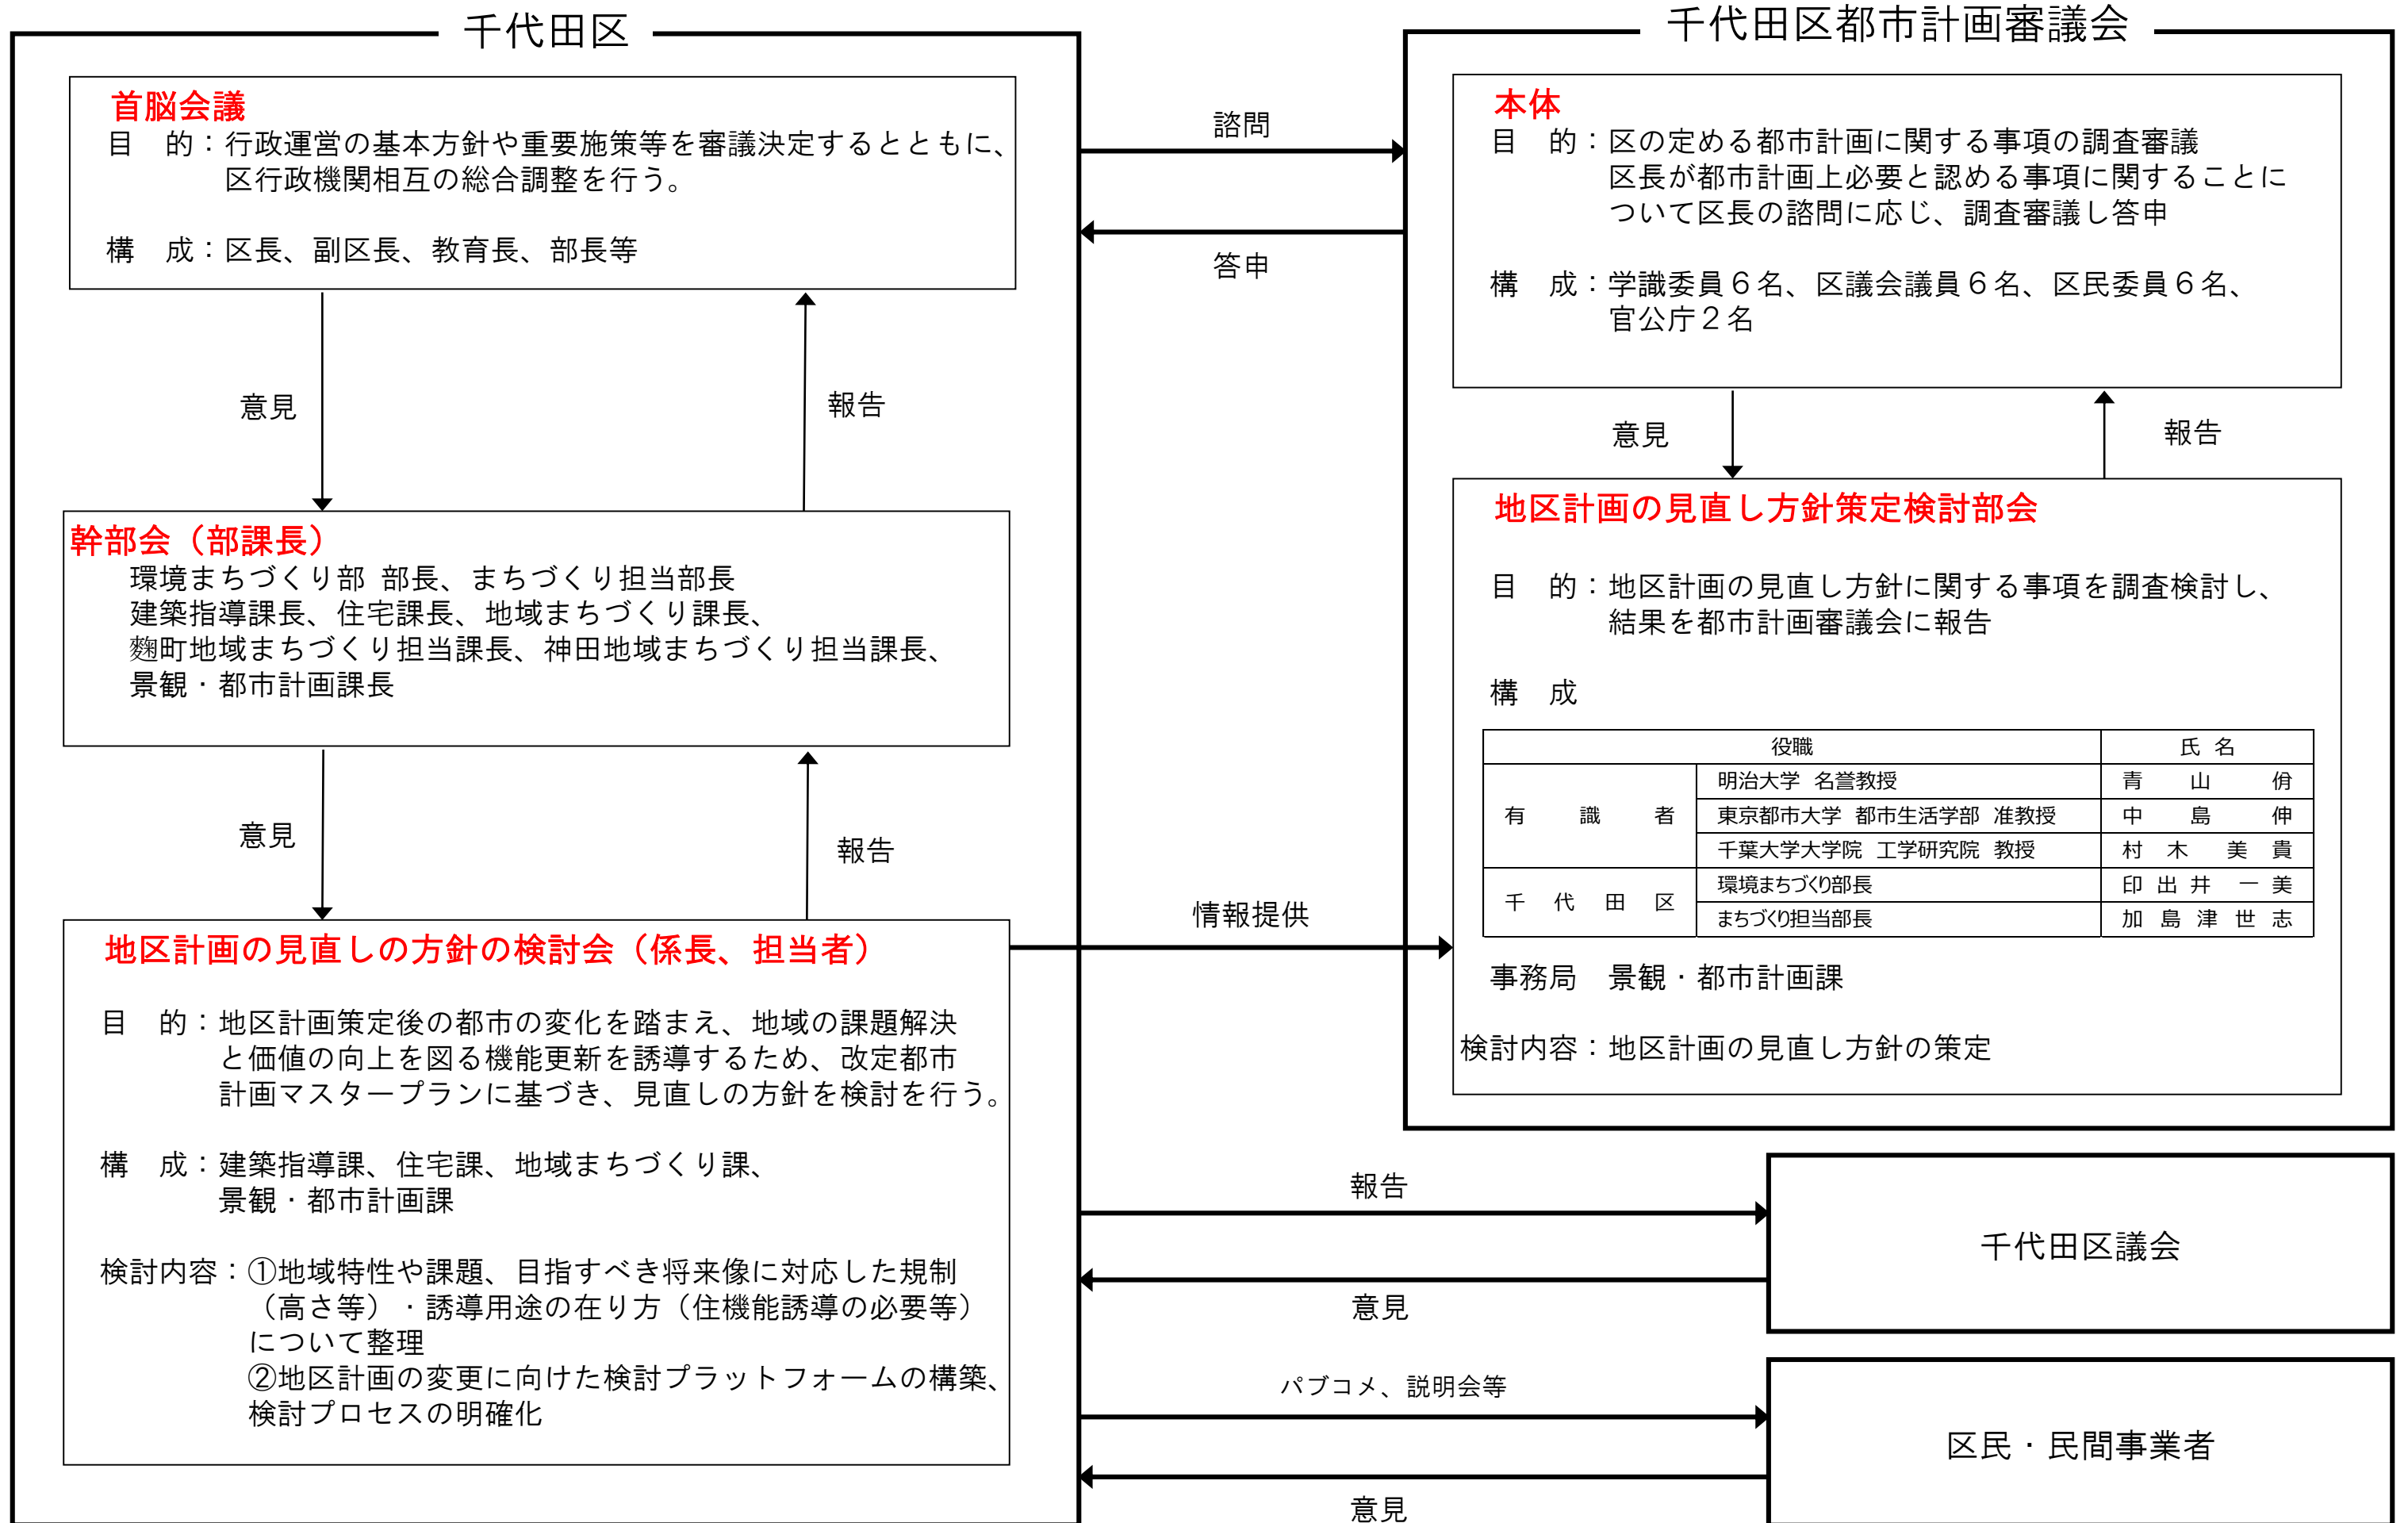 千代田区
首脳会議
目　的：行政運営の基本方針や重要施策等を審議決定するとともに、
区行政機関相互の総合調整を行う。
構　成：区長、副区長、教育長、部長等
意見
報告
幹部会（部課長）
環境まちづくり部 部長、まちづくり担当部長
建築指導課長、住宅課長、地域まちづくり課長、
麴町地域まちづくり担当課長、神田地域まちづくり担当課長、
景観・都市計画課長
意見
報告
地区計画の見直しの方針の検討会（係長、担当者）
目　的：地区計画策定後の都市の変化を踏まえ、地域の課題解決
と価値の向上を図る機能更新を誘導するため、改定都市
計画マスタープランに基づき、見直しの方針を検討を行う。
構　成：建築指導課、住宅課、地域まちづくり課、
景観・都市計画課
検討内容：①地域特性や課題、目指すべき将来像に対応した規制
（高さ等）・誘導用途の在り方（住機能誘導の必要等）
について整理
②地区計画の変更に向けた検討プラットフォームの構築、
検討プロセスの明確化
諮問
答申
情報提供
千代田区都市計画審議会
本体
目　的：区の定める都市計画に関する事項の調査審議
区長が都市計画上必要と認める事項に関することに
ついて区長の諮問に応じ、調査審議し答申
構　成：学識委員６名、区議会議員６名、区民委員６名、
官公庁２名
意見
報告
地区計画の見直し方針策定検討部会
目　的：地区計画の見直し方針に関する事項を調査検討し、
結果を都市計画審議会に報告
構　成
役職 氏 名
有識者 明治大学 名誉教授 青山 佾
東京都市大学 都市生活学部 准教授 中島 伸
千葉大学大学院 工学研究院 教授 村木 美貴
千代田区 環境まちづくり部長 印出井 一美
まちづくり担当部長 加島津世志
事務局　景観・都市計画課
検討内容：地区計画の見直し方針の策定
報告
千代田区議会
意見
パブコメ、説明会等
区民・民間事業者
意見